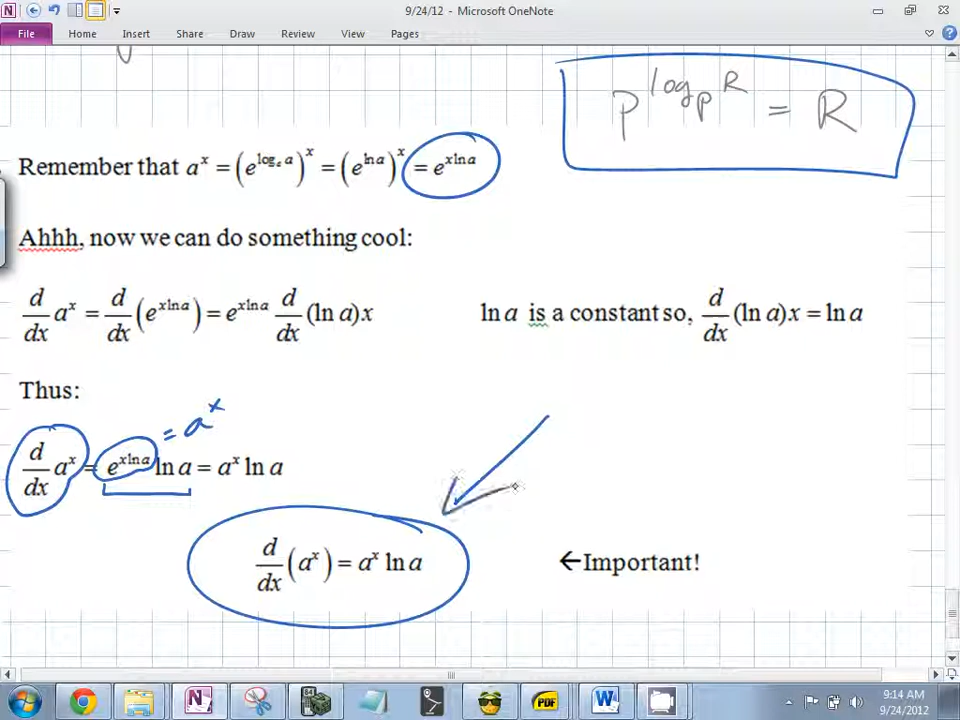 9/24/12 - Microsoft OneNote
File Home Insert Share Draw Review View Pages
P^{log_P R} = R
Remember that a^x = (e^{log_e a})^x = (e^{ln a})^x = e^{x ln a}
Ahhh, now we can do something cool:
d/dx a^x = d/dx (e^{x ln a}) = e^{x ln a} d/dx (ln a)x
ln a is a constant so, d/dx (ln a)x = ln a
Thus:
= a^x
d/dx a^x = e^{x ln a} ln a = a^x ln a
d/dx (a^x) = a^x ln a
←Important!
9:14 AM
9/24/2012